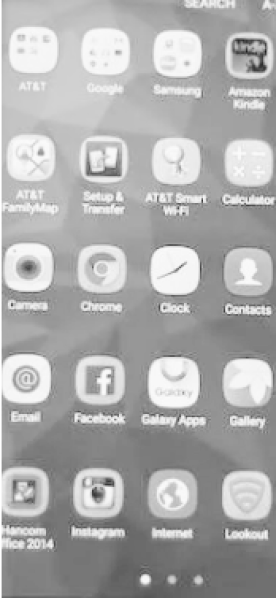 SEARCH A
AT&T Google Samsung Amazon
Kindle
kindle
AT&T Setup & AT&T Smart Calculator
FamilyMap Transfer Wi-Fi
Camera Chrome Clock Contacts
@
Galaxy
Email Facebook Galaxy Apps Gallery
Hancom Instagram Internet Lookout
ffice 2014